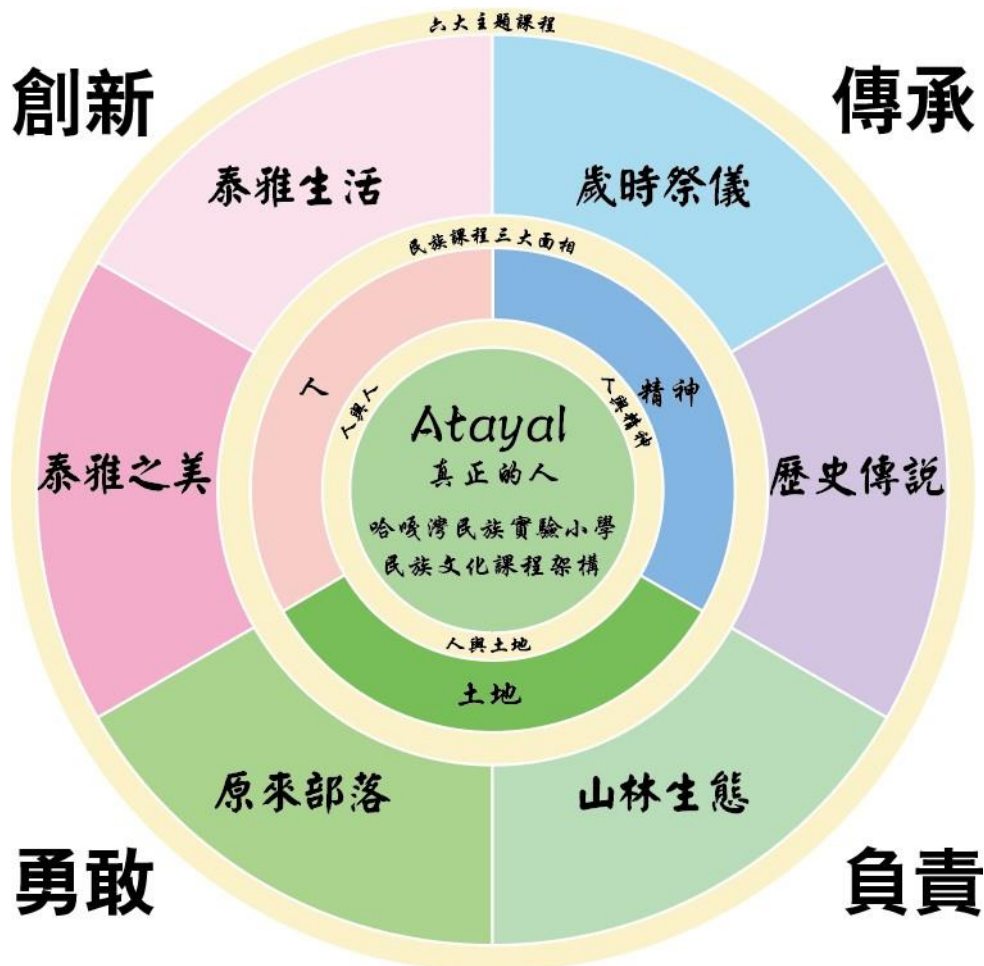 六大主題課程
創新
傳承
泰雅生活
歲時祭儀
民族課程三大面相
人
精神
人與人
人與精神
Atayal
真正的人
泰雅之美
歷史傳說
哈嘎灣民族實驗小學
民族文化課程架構
人與土地
土地
原來部落
山林生態
勇敢
負責